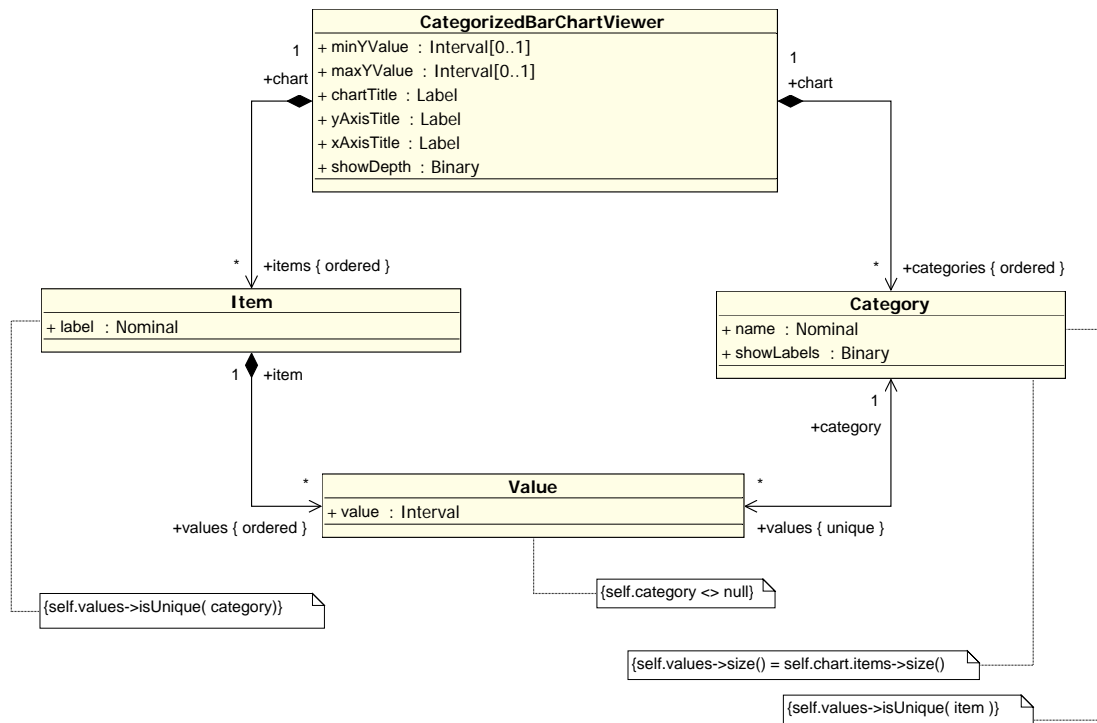 CategorizedBarChartViewer
+ minYValue : Interval[0..1]
+ maxYValue : Interval[0..1]
+ chartTitle : Label
+ yAxisTitle : Label
+ xAxisTitle : Label
+ showDepth : Binary
1
+chart
1
+chart
*
+items { ordered }
*
+categories { ordered }
Item
+ label : Nominal
Category
+ name : Nominal
+ showLabels : Binary
1
+item
1
+category
*
+values { ordered }
*
+values { unique }
Value
+ value : Interval
{self.category <> null}
{self.values->isUnique( category)}
{self.values->size() = self.chart.items->size()
{self.values->isUnique( item )}